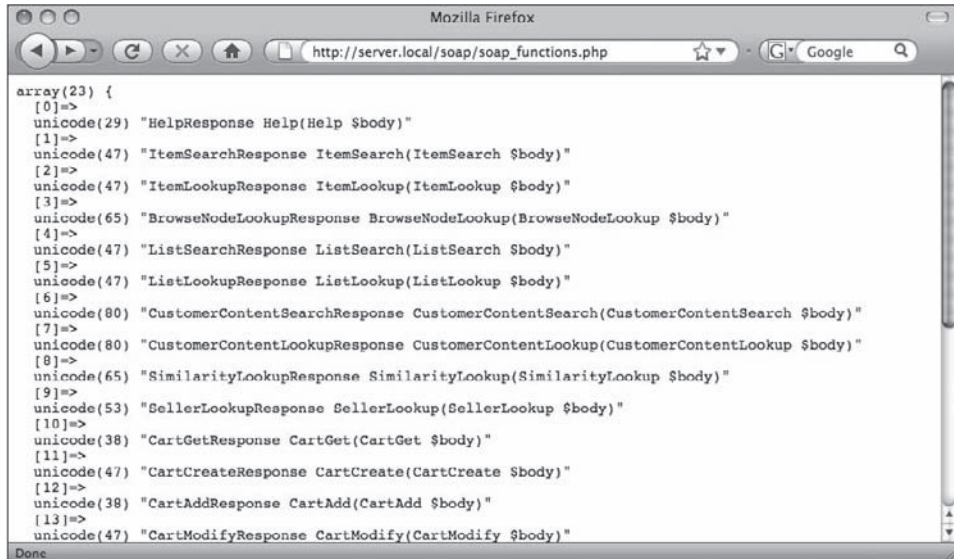 Mozilla Firefox
http://server.local/soap/soap_functions.php
G
Google
array(23) {
[0]=>
unicode(29) "HelpResponse Help(Help $body)"
[1]=>
unicode(47) "ItemSearchResponse ItemSearch(ItemSearch $body)"
[2]=>
unicode(47) "ItemLookupResponse ItemLookup(ItemLookup $body)"
[3]=>
unicode(65) "BrowseNodeLookupResponse BrowseNodeLookup(BrowseNodeLookup $body)"
[4]=>
unicode(47) "ListSearchResponse ListSearch(ListSearch $body)"
[5]=>
unicode(47) "ListLookupResponse ListLookup(ListLookup $body)"
[6]=>
unicode(80) "CustomerContentSearchResponse CustomerContentSearch(CustomerContentSearch $body)"
[7]=>
unicode(80) "CustomerContentLookupResponse CustomerContentLookup(CustomerContentLookup $body)"
[8]=>
unicode(65) "SimilarityLookupResponse SimilarityLookup(SimilarityLookup $body)"
[9]=>
unicode(53) "SellerLookupResponse SellerLookup(SellerLookup $body)"
[10]=>
unicode(38) "CartGetResponse CartGet(CartGet $body)"
[11]=>
unicode(47) "CartCreateResponse CartCreate(CartCreate $body)"
[12]=>
unicode(38) "CartAddResponse CartAdd(CartAdd $body)"
[13]=>
unicode(47) "CartModifyResponse CartModify(CartModify $body)"
Done